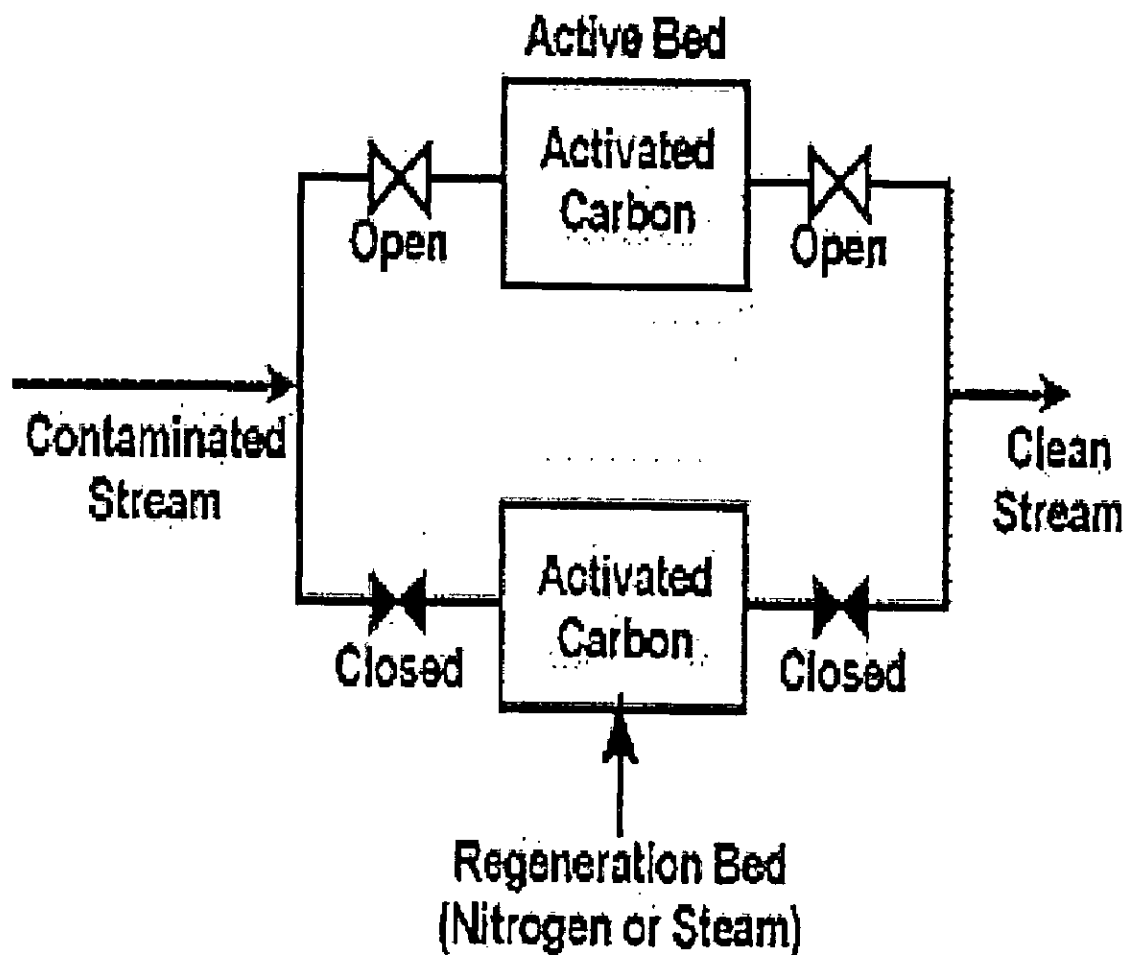 Active Bed
Activated
Carbon
Open
Open
Contaminated
Stream
Clean
Stream
Activated
Carbon
Closed
Closed
Regeneration Bed
(Nitrogen or Steam)